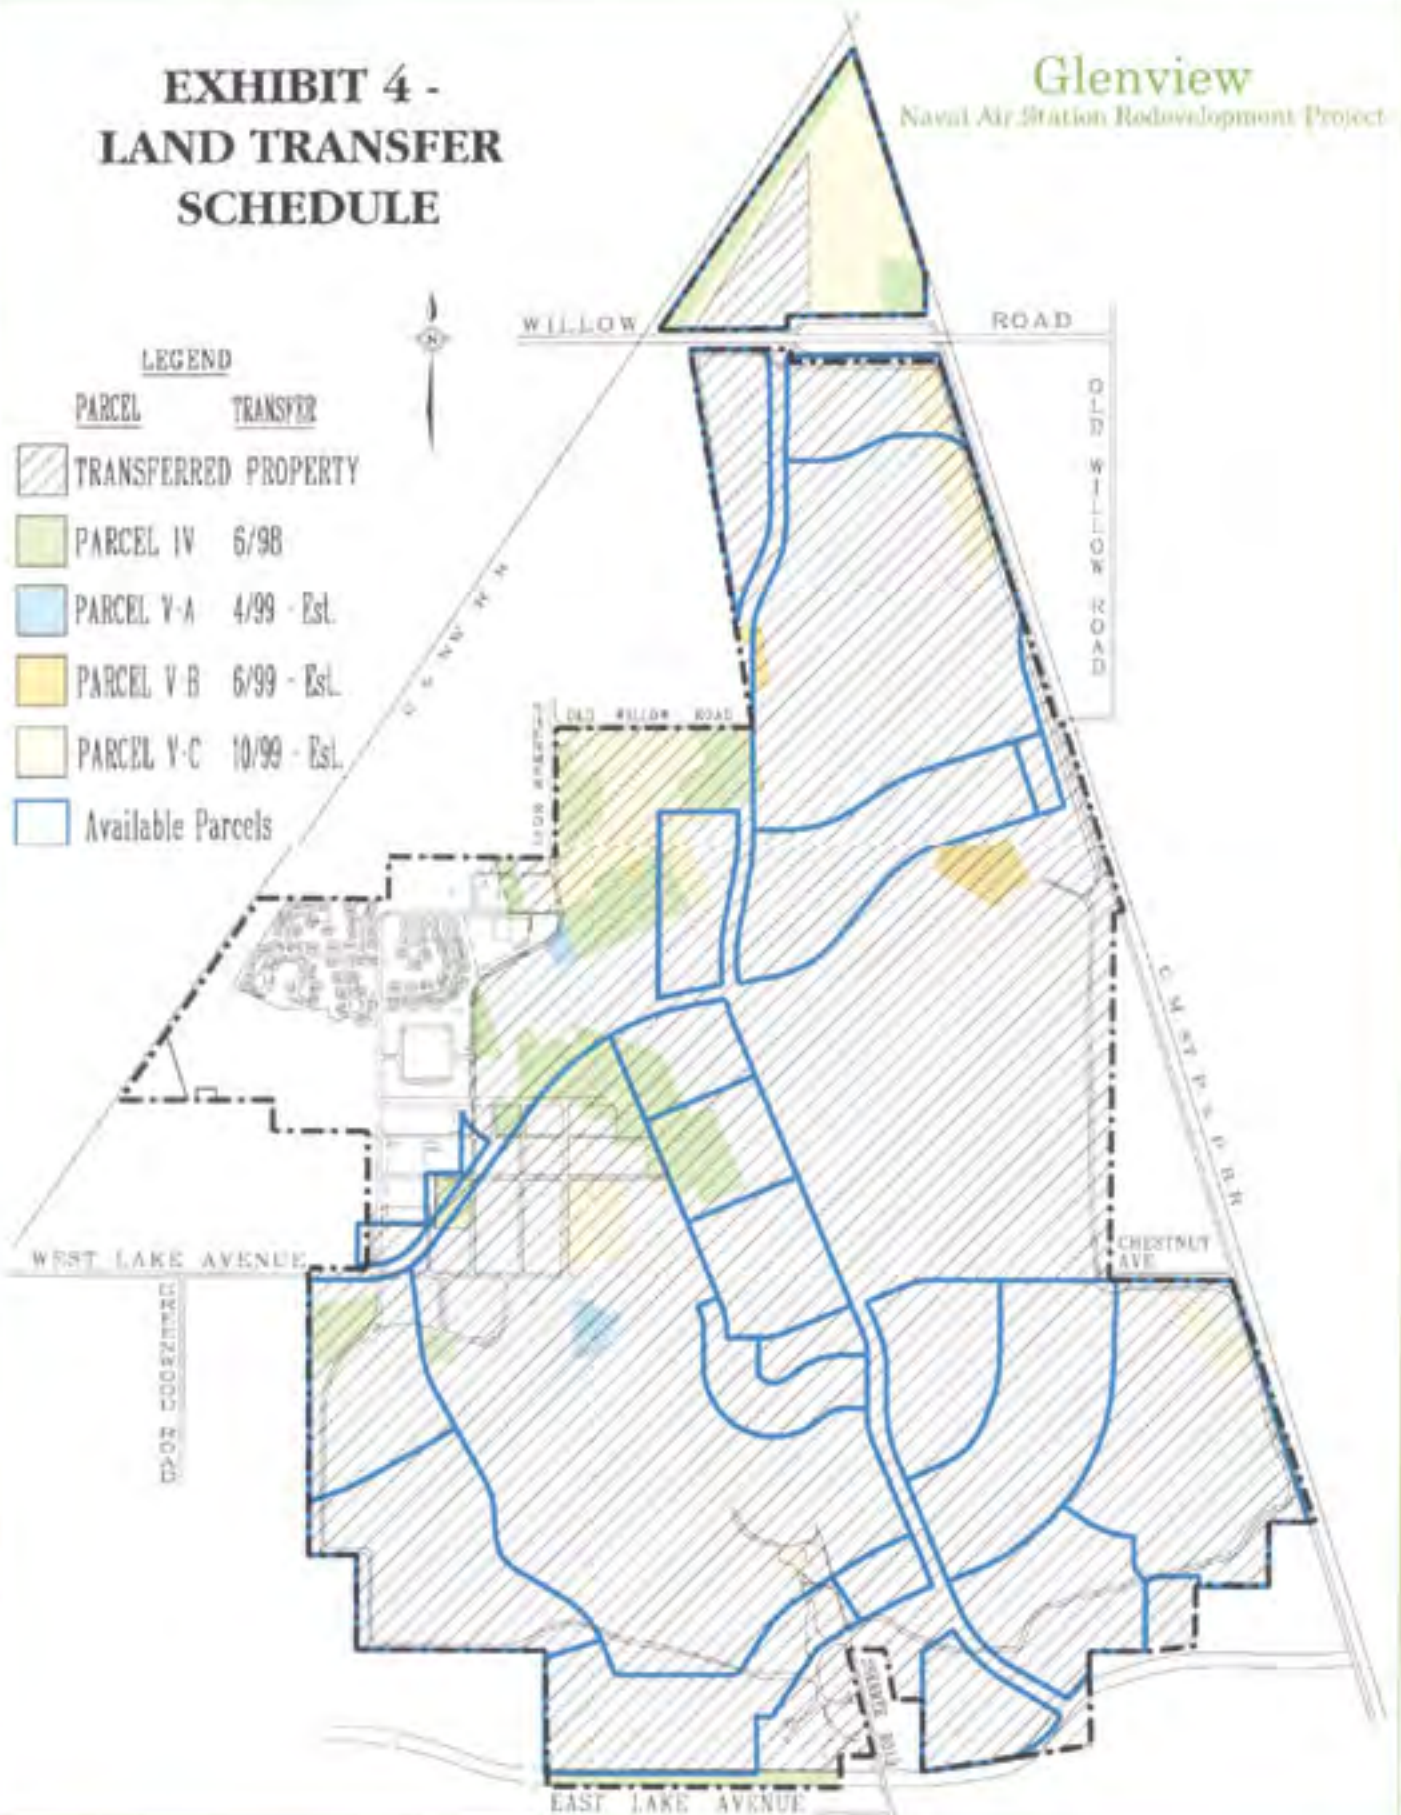 EXHIBIT 4 -
LAND TRANSFER
SCHEDULE
Glenview
Naval Air Station Redevelopment Project
N
WILLOW
ROAD
LEGEND
PARCEL TRANSFER
TRANSFERRED PROPERTY
PARCEL IV 6/98
PARCEL V-A 4/99 - Est.
PARCEL V-B 6/99 - Est.
PARCEL V-C 10/99 - Est.
Available Parcels
OLD WILLOW ROAD
OLD WILLOW ROAD
C M ST P & P RR
CHESTNUT
AVE
WEST LAKE AVENUE
GREENWOOD ROAD
EAST LAKE AVENUE